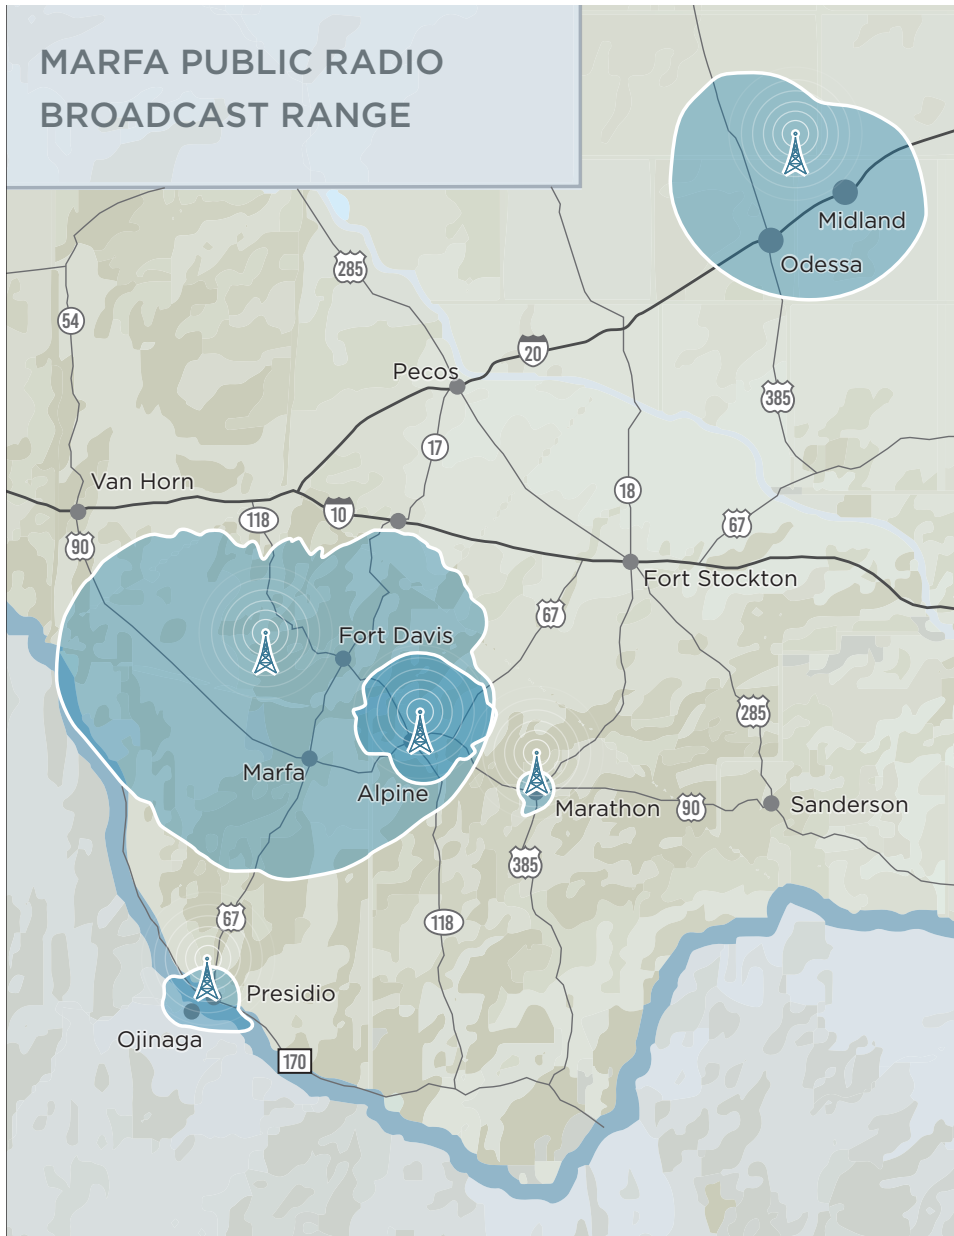 MARFA PUBLIC RADIO
BROADCAST RANGE
Midland
Odessa
285
54
20
Pecos
385
17
Van Horn
18
10
118
67
90
Fort Stockton
67
Fort Davis
285
Marfa
Alpine
Marathon
90
Sanderson
385
67
118
Presidio
Ojinaga
170